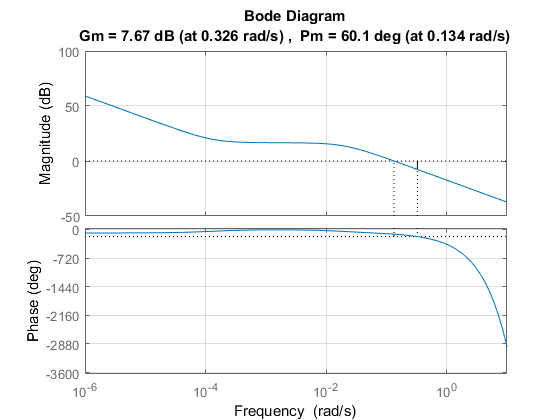 Bode Diagram
Gm = 7.67 dB (at 0.326 rad/s) ,  Pm = 60.1 deg (at 0.134 rad/s)
100
50
0
-50
Magnitude (dB)
0
-720
-1440
-2160
-2880
-3600
Phase (deg)
10^-6
10^-4
10^-2
10^0
Frequency  (rad/s)